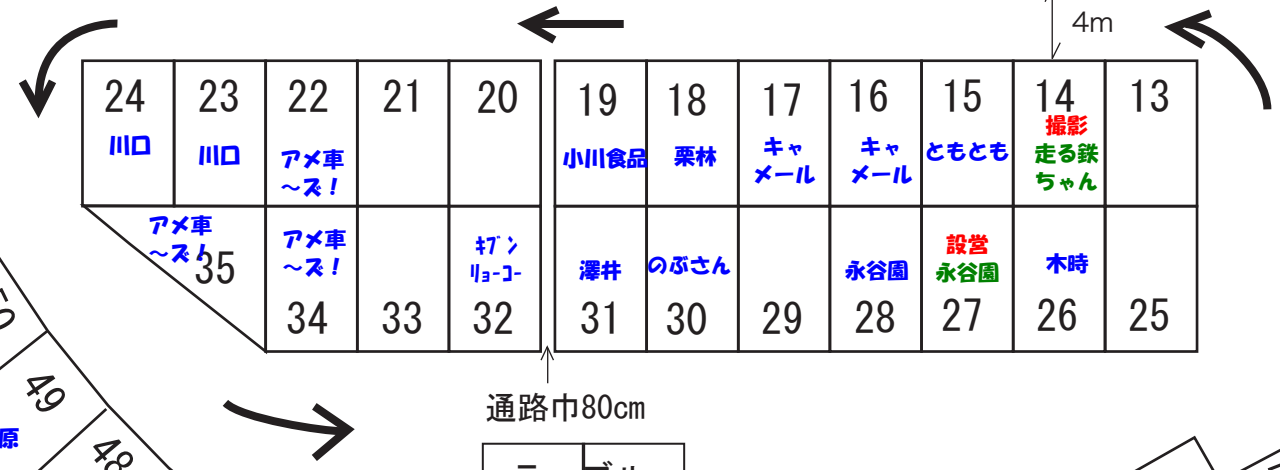 4m
24
川口
23
川口
22
アメ車
～ズ！
21
20
19
小川食品
18
栗林
17
キャ
メール
16
キャ
メール
15
ともとも
14
撮影
走る鉄
ちゃん
13
アメ車
～ズ！
35
アメ車
～ズ！
34
33
ｷﾌﾞﾝ
ﾘｮｰｺｰ
32
澤井
31
のぶさん
30
29
永谷園
28
設営
永谷園
27
木時
26
25
通路巾80cm
49
48
原